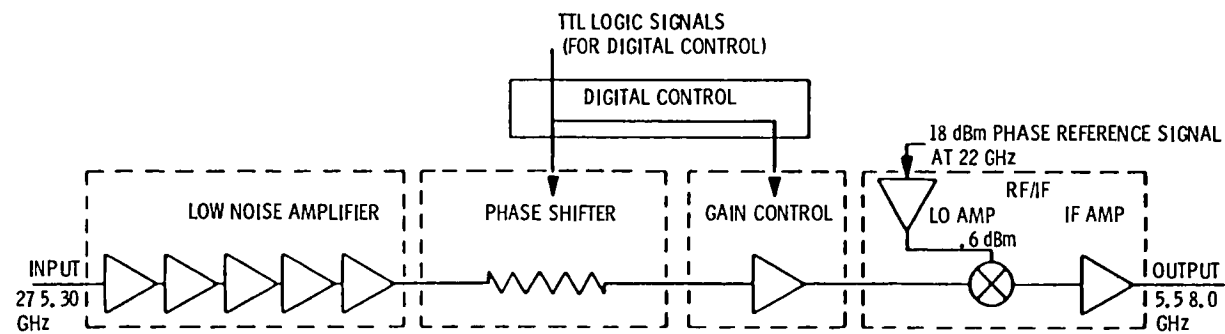 TTL LOGIC SIGNALS
(FOR DIGITAL CONTROL)
DIGITAL CONTROL
18 dBm PHASE REFERENCE SIGNAL
AT 22 GHz
LOW NOISE AMPLIFIER
PHASE SHIFTER
GAIN CONTROL
RF/IF
LO AMP
IF AMP
.6 dBm
INPUT
27 5. 30
GHz
OUTPUT
5.5 8.0
GHz